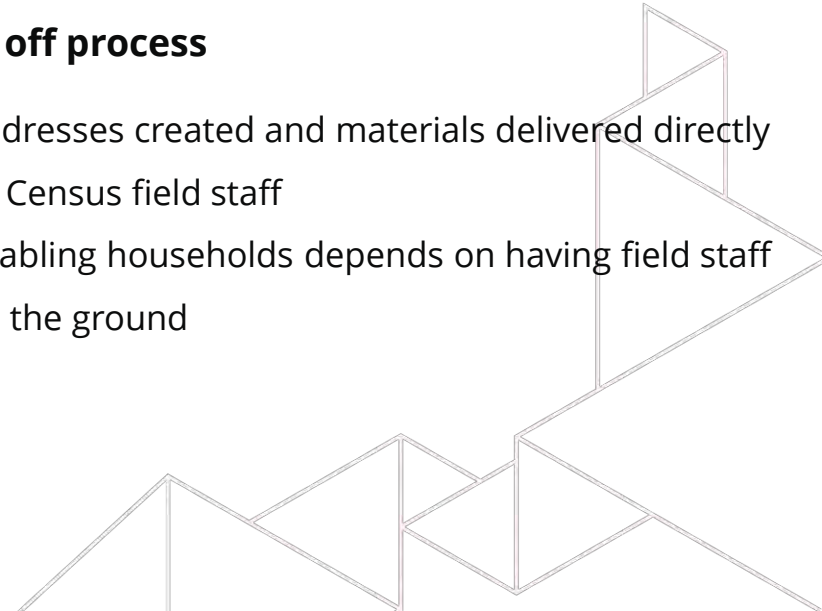 off process
dresses created and materials delivered directly
Census field staff
abling households depends on having field staff
the ground